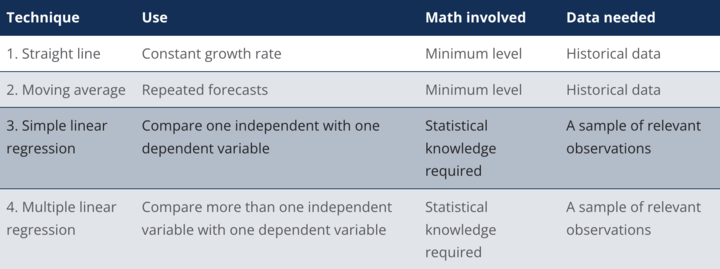 Technique Use Math involved Data needed
1. Straight line Constant growth rate Minimum level Historical data
2. Moving average Repeated forecasts Minimum level Historical data
3. Simple linear Compare one independent with one Statistical A sample of relevant
regression dependent variable knowledge observations
required
4. Multiple linear Compare more than one independent Statistical A sample of relevant
regression variable with one dependent variable knowledge observations
required